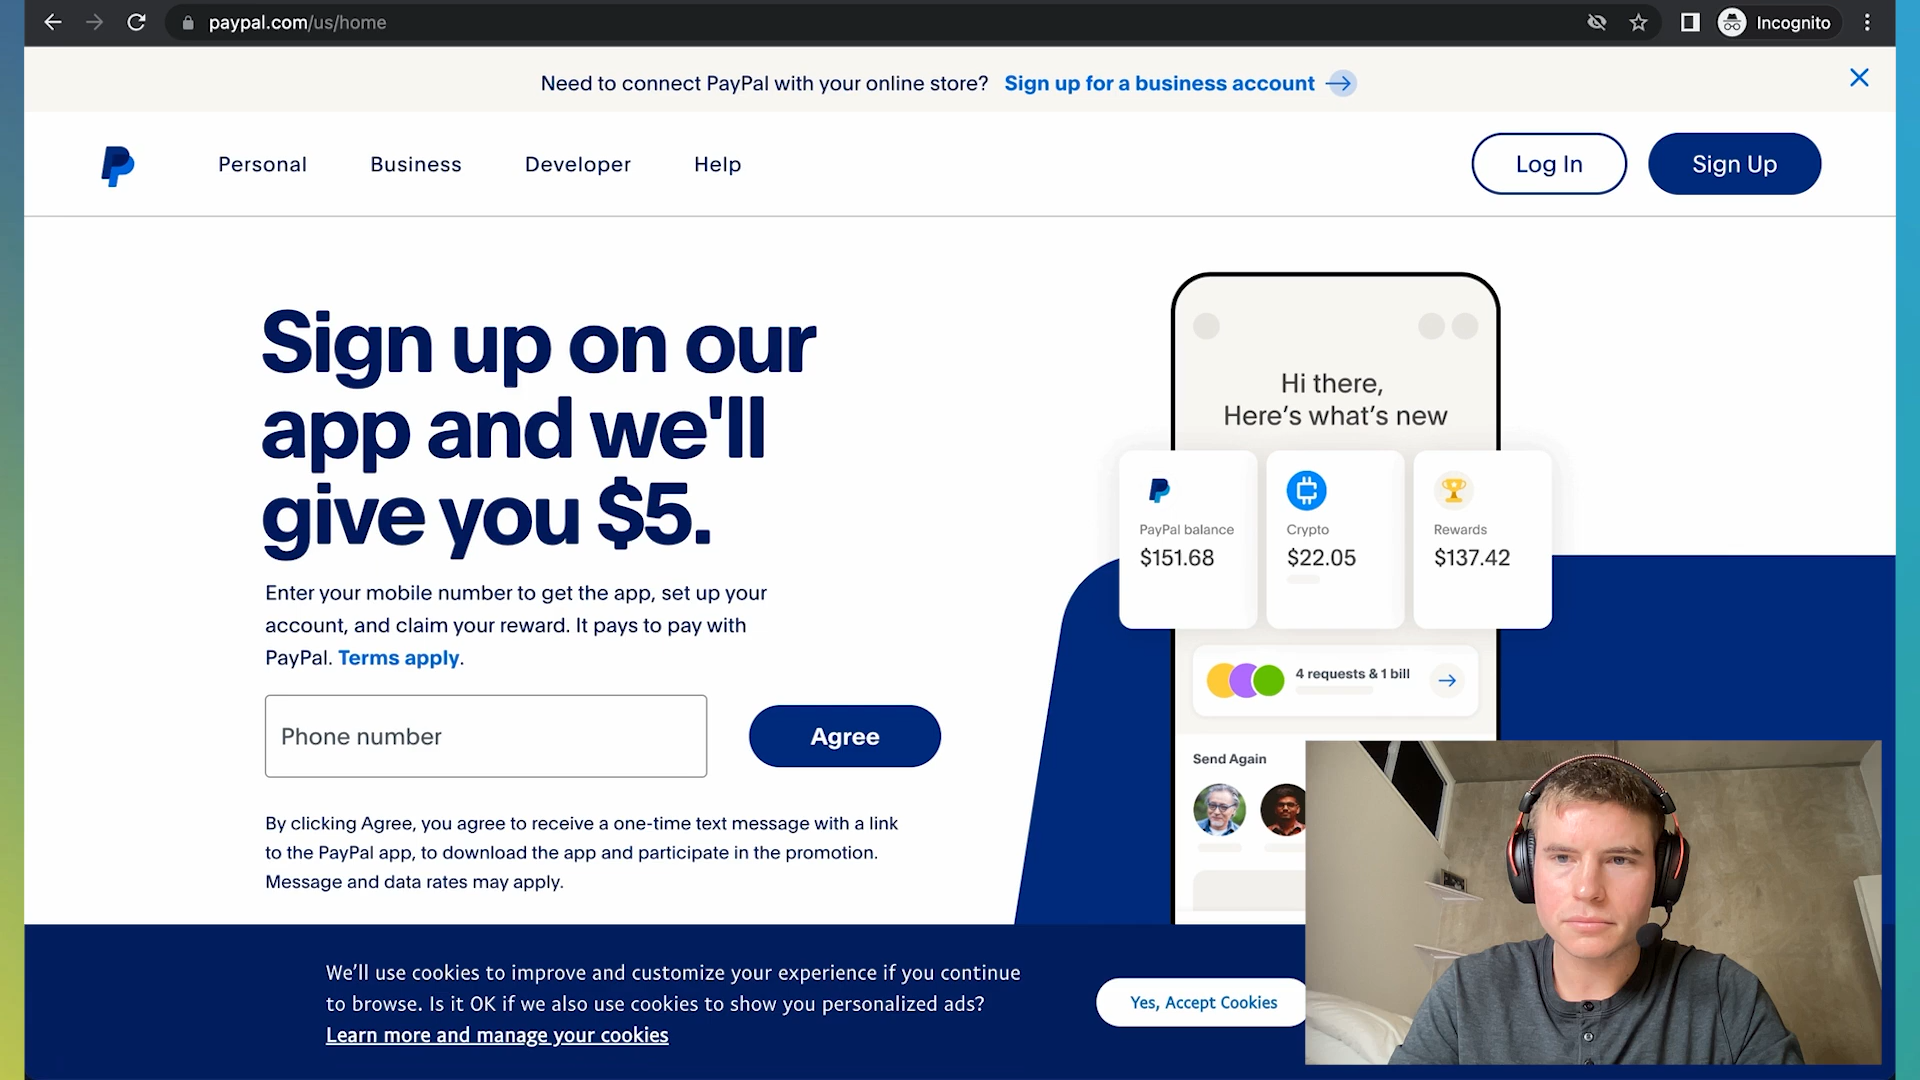 paypal.com/us/home
Incognito
Need to connect PayPal with your online store? Sign up for a business account
Personal Business Developer Help
Log In Sign Up
Sign up on our
app and we'll
give you $5.
Enter your mobile number to get the app, set up your
account, and claim your reward. It pays to pay with
PayPal. Terms apply.
Phone number
Agree
By clicking Agree, you agree to receive a one-time text message with a link
to the PayPal app, to download the app and participate in the promotion.
Message and data rates may apply.
Hi there,
Here’s what’s new
PayPal balance
$151.68
Crypto
$22.05
Rewards
$137.42
4 requests & 1 bill
Send Again
We’ll use cookies to improve and customize your experience if you continue
to browse. Is it OK if we also use cookies to show you personalized ads?
Learn more and manage your cookies
Yes, Accept Cookies